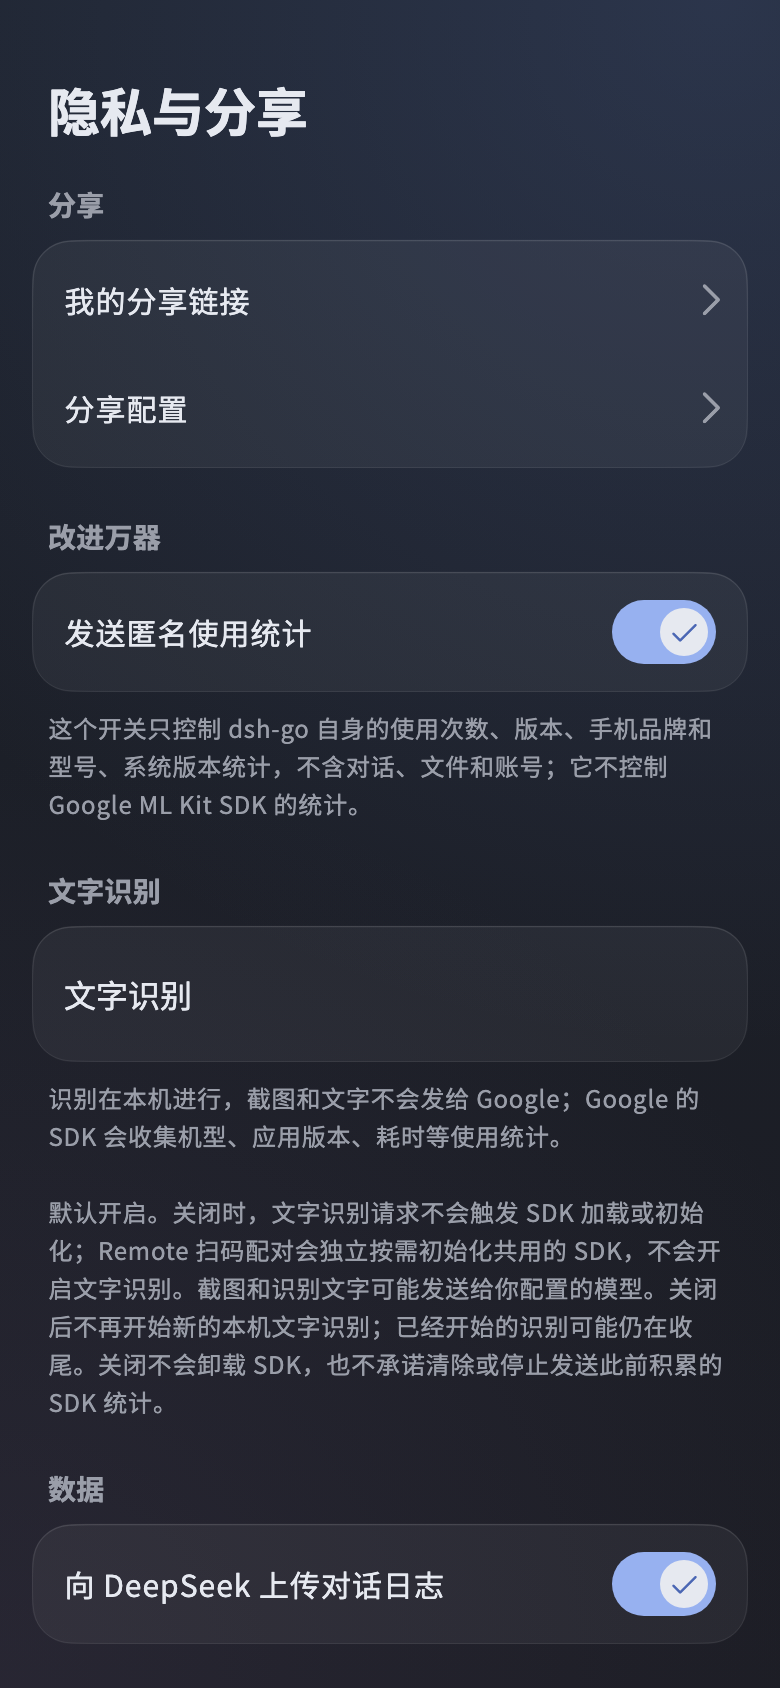 隐私与分享
分享
我的分享链接
分享配置
改进万器
发送匿名使用统计
这个开关只控制 dsh-go 自身的使用次数、版本、手机品牌和
型号、系统版本统计，不含对话、文件和账号；它不控制
Google ML Kit SDK 的统计。
文字识别
文字识别
识别在本机进行，截图和文字不会发给 Google；Google 的
SDK 会收集机型、应用版本、耗时等使用统计。
默认开启。关闭时，文字识别请求不会触发 SDK 加载或初始
化；Remote 扫码配对会独立按需初始化共用的 SDK，不会开
启文字识别。截图和识别文字可能发送给你配置的模型。关闭
后不再开始新的本机文字识别；已经开始的识别可能仍在收
尾。关闭不会卸载 SDK，也不承诺清除或停止发送此前积累的
SDK 统计。
数据
向 DeepSeek 上传对话日志